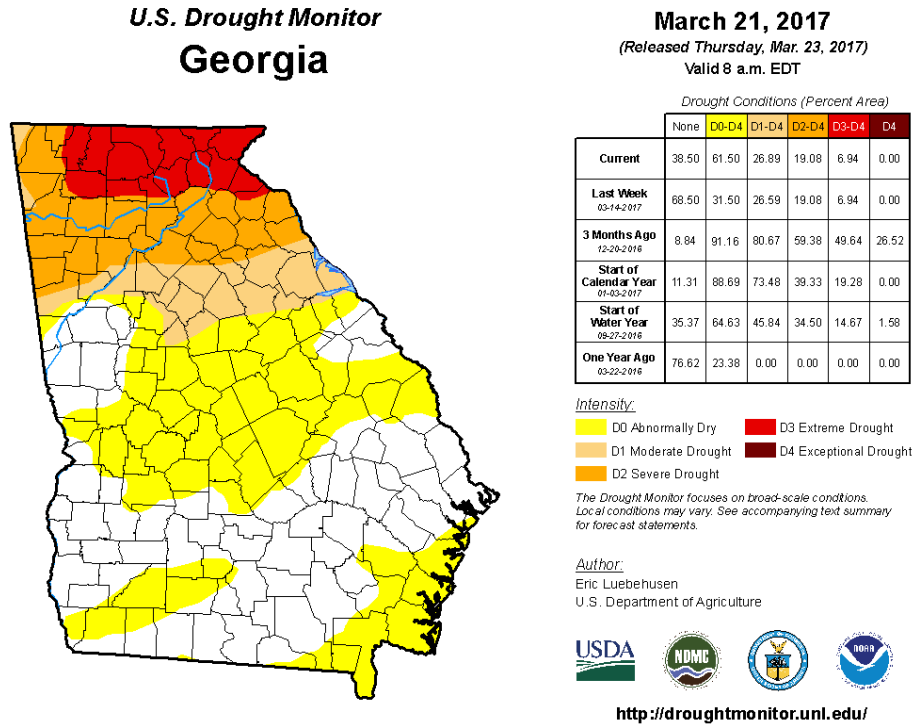 U.S. Drought Monitor
Georgia
March 21, 2017
(Released Thursday, Mar. 23, 2017)
Valid 8 a.m. EDT
Drought Conditions (Percent Area)
None D0-D4 D1-D4 D2-D4 D3-D4 D4
Current 38.50 61.50 26.89 19.08 6.94 0.00
Last Week
03-14-2017
68.50 31.50 26.59 19.08 6.94 0.00
3 Months Ago
12-20-2016
8.84 91.16 80.67 59.38 49.64 26.52
Start of
Calendar Year
01-03-2017
11.31 88.69 73.48 39.33 19.28 0.00
Start of
Water Year
09-27-2016
35.37 64.63 45.84 34.50 14.67 1.58
One Year Ago
03-22-2016
76.62 23.38 0.00 0.00 0.00 0.00
Intensity:
D0 Abnormally Dry
D1 Moderate Drought
D2 Severe Drought
D3 Extreme Drought
D4 Exceptional Drought
The Drought Monitor focuses on broad-scale conditions.
Local conditions may vary. See accompanying text summary
for forecast statements.
Author:
Eric Luebehusen
U.S. Department of Agriculture
USDA
NDMC
NOAA
http://droughtmonitor.unl.edu/